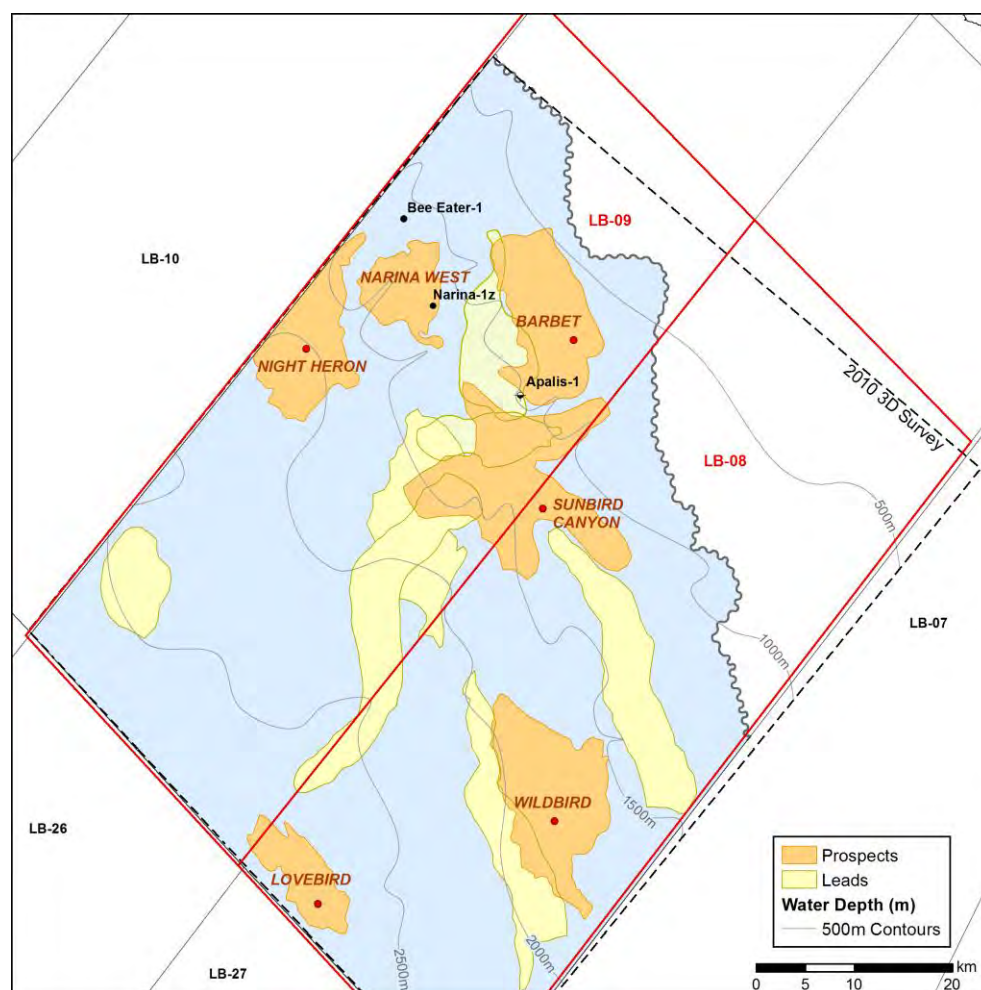 Bee Eater-1
LB-09
LB-10
NARINA WEST
Narina-1z
BARBET
NIGHT HERON
2010 3D Survey
Apalis-1
LB-08
SUNBIRD
CANYON
500m
LB-07
1000m
WILDBIRD
1500m
LB-26
LOVEBIRD
2000m
2500m
LB-27
Prospects
Leads
Water Depth (m)
500m Contours
km
0 5 10 20